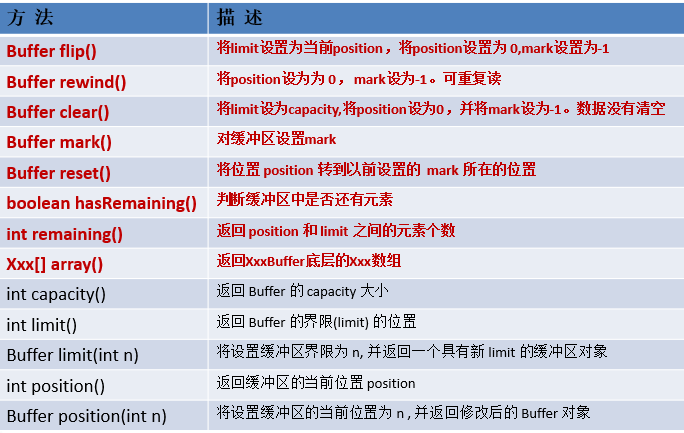 方 法 描 述
Buffer flip() 将limit设置为当前position，将position设置为 0,mark设置为-1
Buffer rewind() 将position设为为 0 ， mark设为-1。可重复读
Buffer clear() 将limit设为capacity,将position设为0，并将mark设为-1。数据没有清空
Buffer mark() 对缓冲区设置mark
Buffer reset() 将位置 position 转到以前设置的 mark 所在的位置
boolean hasRemaining() 判断缓冲区中是否还有元素
int remaining() 返回 position 和 limit 之间的元素个数
Xxx[] array() 返回XxxBuffer底层的Xxx数组
int capacity() 返回 Buffer 的 capacity 大小
int limit() 返回 Buffer 的界限(limit) 的位置
Buffer limit(int n) 将设置缓冲区界限为 n, 并返回一个具有新 limit 的缓冲区对象
int position() 返回缓冲区的当前位置 position
Buffer position(int n) 将设置缓冲区的当前位置为 n , 并返回修改后的 Buffer 对象